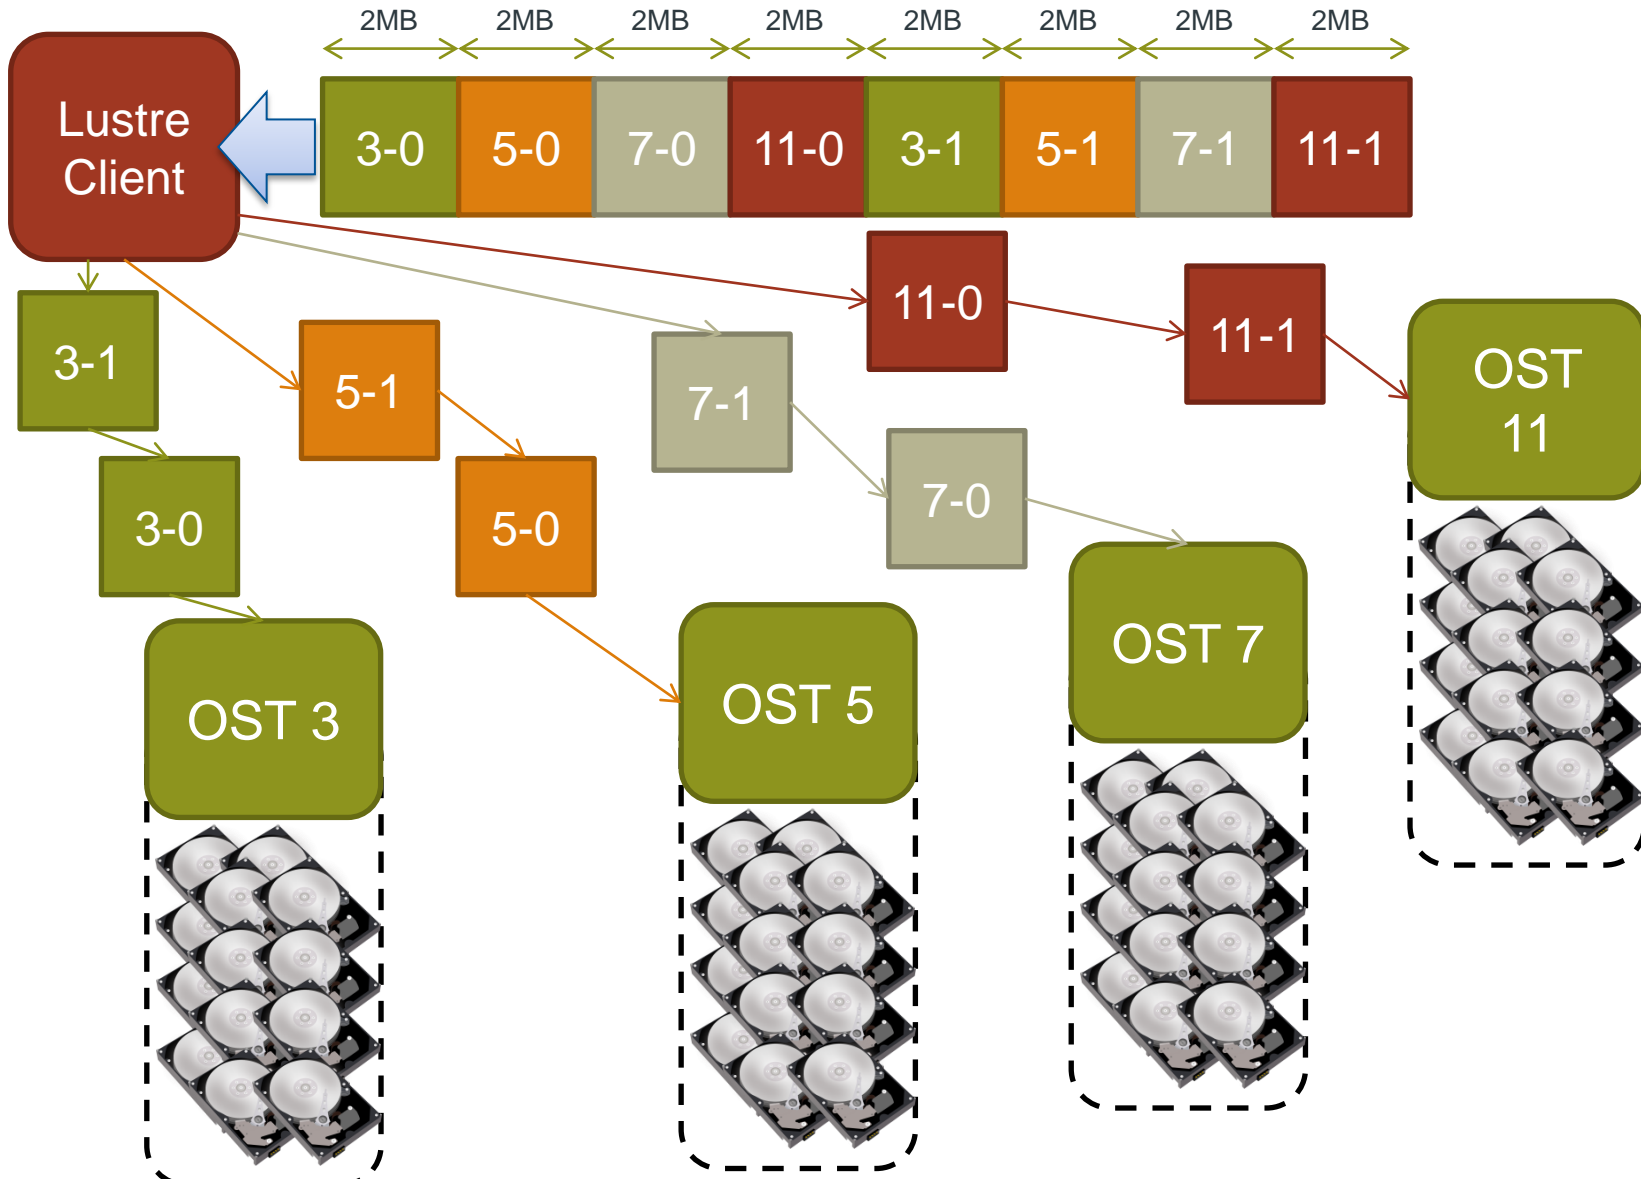 2MB 2MB 2MB 2MB 2MB 2MB 2MB 2MB
Lustre
Client
3-0 5-0 7-0 11-0 3-1 5-1 7-1 11-1
11-0
11-1
3-1
5-1
7-1
OST
11
3-0
5-0
7-0
OST 7
OST 3
OST 5